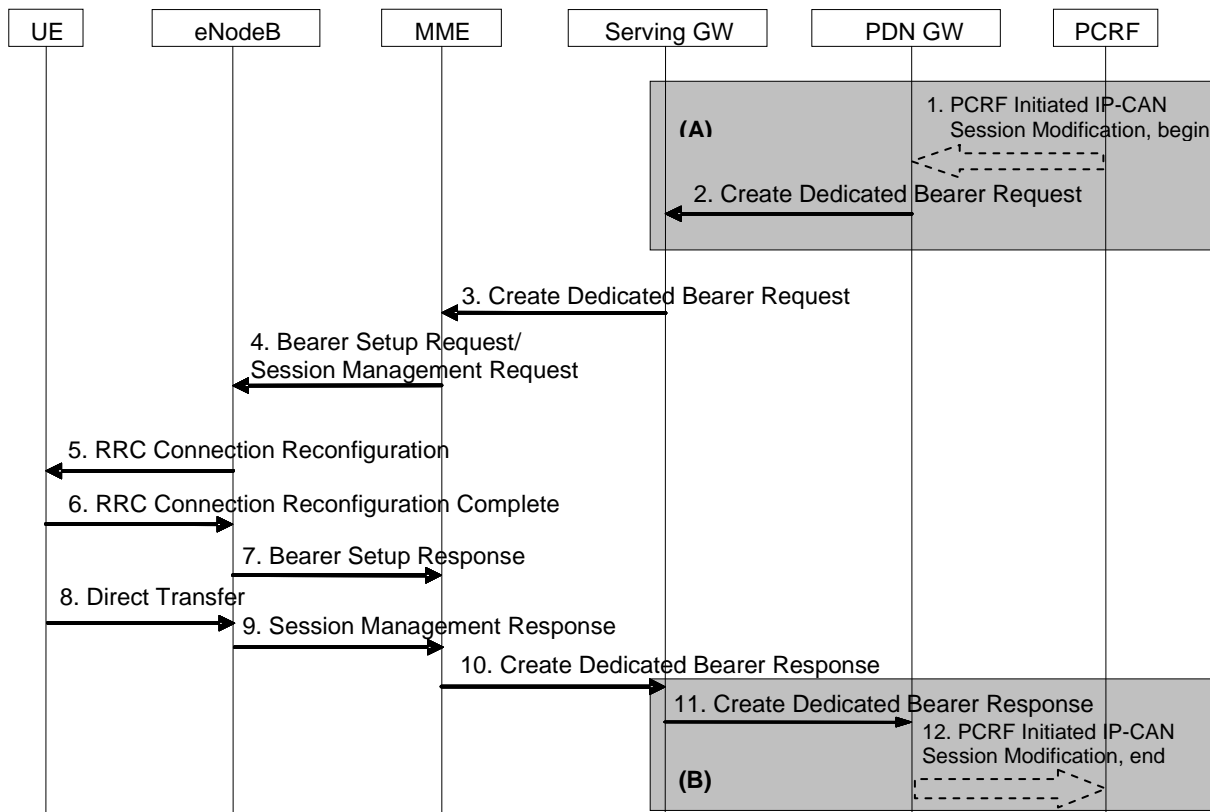 UE
eNodeB
MME
Serving GW
PDN GW
PCRF
(A)
1. PCRF Initiated IP-CAN
Session Modification, begin
2. Create Dedicated Bearer Request
3. Create Dedicated Bearer Request
4. Bearer Setup Request/
Session Management Request
5. RRC Connection Reconfiguration
6. RRC Connection Reconfiguration Complete
7. Bearer Setup Response
8. Direct Transfer
9. Session Management Response
10. Create Dedicated Bearer Response
11. Create Dedicated Bearer Response
12. PCRF Initiated IP-CAN
Session Modification, end
(B)